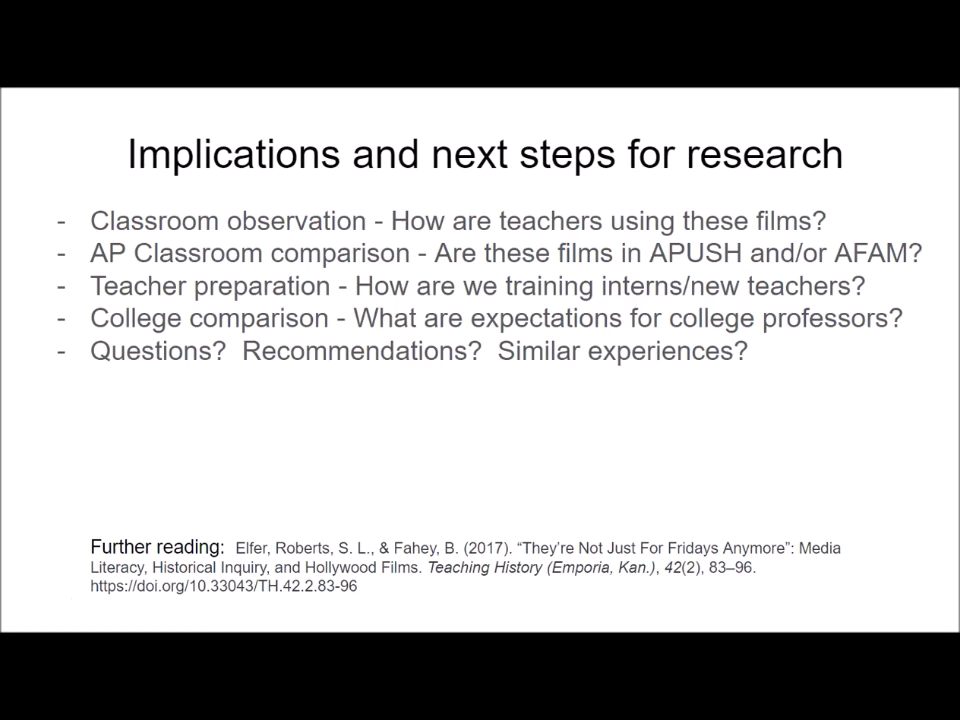 Implications and next steps for research
- Classroom observation - How are teachers using these films?
- AP Classroom comparison - Are these films in APUSH and/or AFAM?
- Teacher preparation - How are we training interns/new teachers?
- College comparison - What are expectations for college professors?
- Questions? Recommendations? Similar experiences?
Further reading: Elfer, Roberts, S. L., & Fahey, B. (2017). “They’re Not Just For Fridays Anymore”: Media
Literacy, Historical Inquiry, and Hollywood Films. Teaching History (Emporia, Kan.), 42(2), 83–96.
https://doi.org/10.33043/TH.42.2.83-96